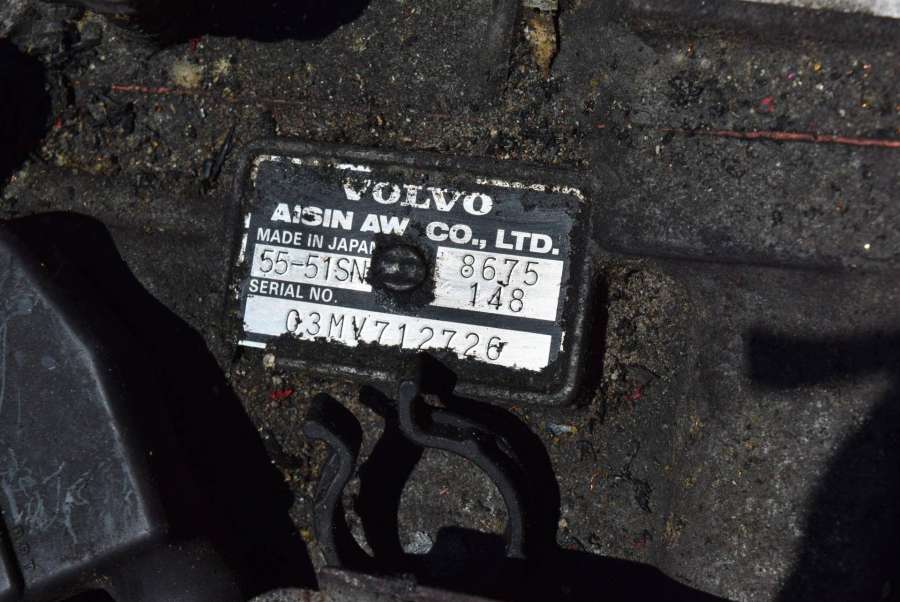 VOLVO
AISIN AW CO., LTD.
MADE IN JAPAN
55-51SN 8675
148
SERIAL NO.
03MV712726